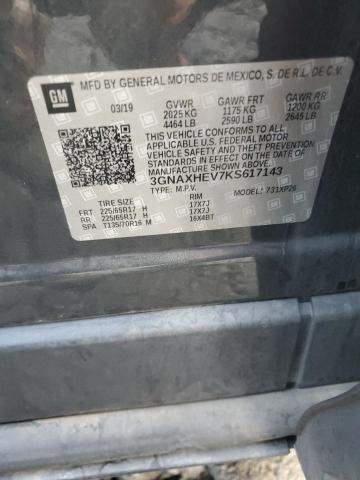 GM
MFD BY GENERAL MOTORS DE MEXICO, S. DE R.L. DE C.V.
03/19 GVWR GAWR FRT GAWR RR
2025 KG 1175 KG 1200 KG
4464 LB 2590 LB 2645 LB
THIS VEHICLE CONFORMS TO ALL
APPLICABLE U.S. FEDERAL MOTOR
VEHICLE SAFETY, BUMPER, AND THEFT PREVENTION
STANDARDS IN EFFECT ON THE DATE OF
MANUFACTURE SHOWN ABOVE.
3GNAXHEV7KS617143
TYPE: M.P.V. MODEL: 731XP26
TIRE SIZE RIM
FRT 225/65R17 H 17X7J
RR 225/65R17 H 17X7J
SPA T135/70R16 M 16X4BT